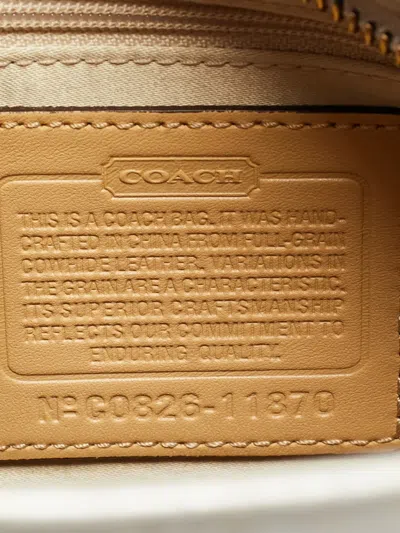 COACH
THIS IS A COACH BAG. IT WAS HAND-
CRAFTED IN CHINA FROM FULL-GRAIN
COWHIDE LEATHER. VARIATIONS IN
THE GRAIN ARE A CHARACTERISTIC.
ITS SUPERIOR CRAFTSMANSHIP
REFLECTS OUR COMMITMENT TO
ENDURING QUALITY.
Nº C0826-11870